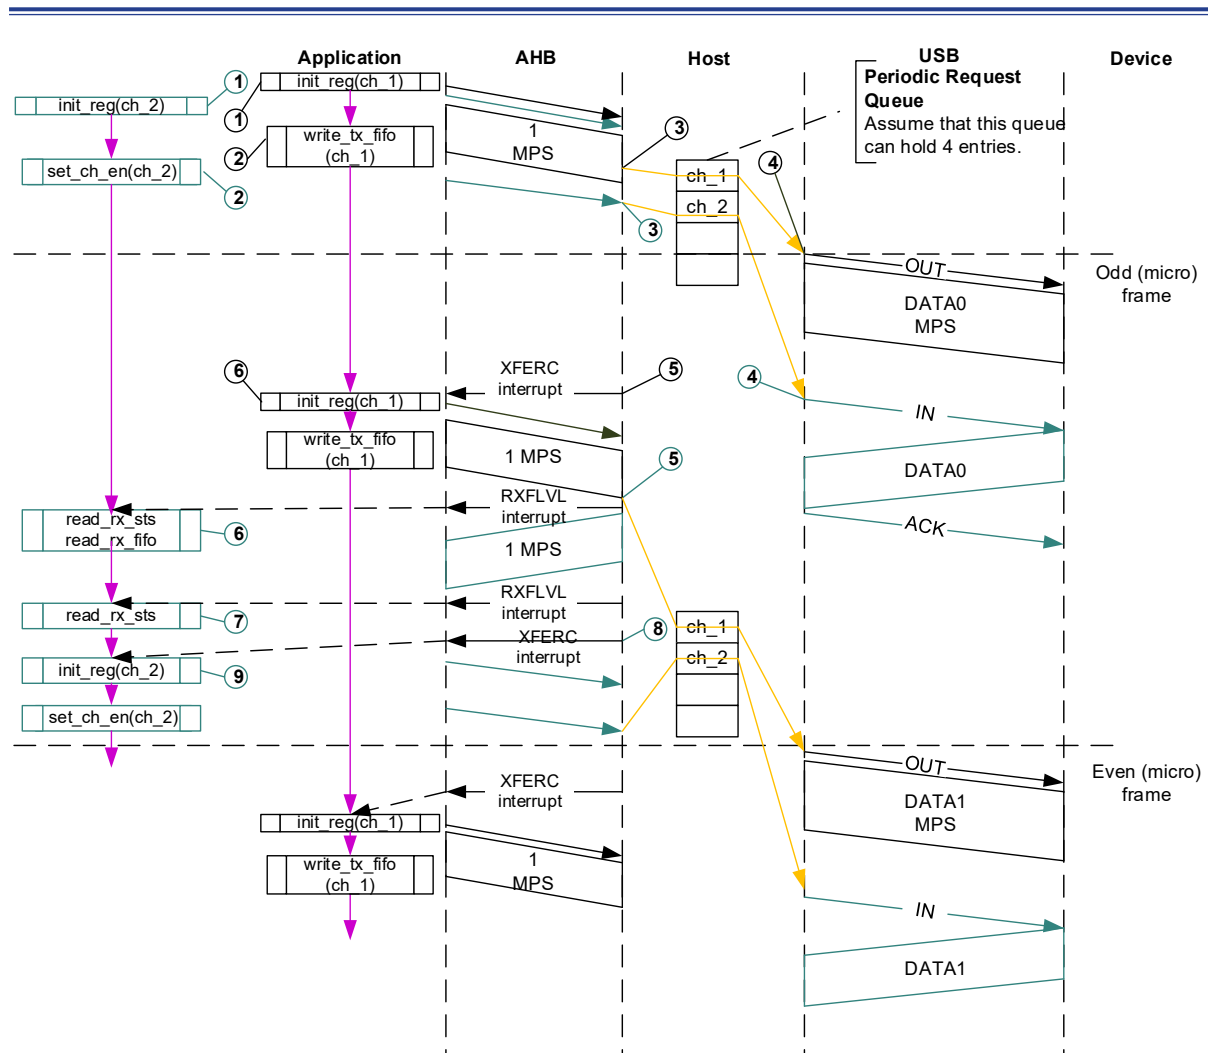 Application
AHB
Host
USB
Device
Periodic Request
Queue
Assume that this queue
can hold 4 entries.
1
init_reg(ch_1)
init_reg(ch_2)
1
1
MPS
3
write_tx_fifo
(ch_1)
2
set_ch_en(ch_2)
2
ch_1
4
ch_2
3
OUT
Odd (micro)
frame
DATA0
MPS
6
XFERC
interrupt
5
4
init_reg(ch_1)
IN
write_tx_fifo
(ch_1)
1 MPS
5
DATA0
RXFLVL
interrupt
read_rx_sts
read_rx_fifo
6
ACK
1 MPS
RXFLVL
interrupt
read_rx_sts
7
XFERC
interrupt
8
ch_1
init_reg(ch_2)
9
ch_2
set_ch_en(ch_2)
OUT
Even (micro)
frame
XFERC
interrupt
DATA1
MPS
init_reg(ch_1)
write_tx_fifo
(ch_1)
1
MPS
IN
DATA1